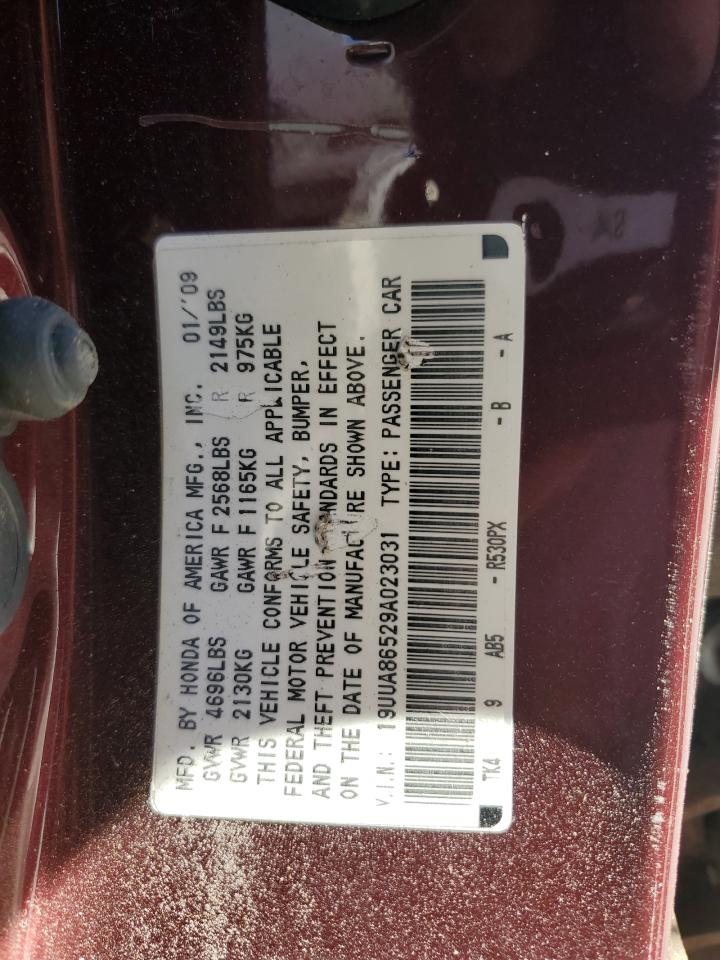 MFD. BY HONDA OF AMERICA MFG., INC. 01/'09
GVWR 4696LBS GAWR F 2568LBS R 2149LBS
GVWR 2130KG GAWR F 1165KG R 975KG
THIS VEHICLE CONFORMS TO ALL APPLICABLE
FEDERAL MOTOR VEHICLE SAFETY, BUMPER,
AND THEFT PREVENTION STANDARDS IN EFFECT
ON THE DATE OF MANUFACTURE SHOWN ABOVE.
V.I.N.: 19UUA86529A023031 TYPE: PASSENGER CAR
TK4 9 AB5 - R530PX - B - A